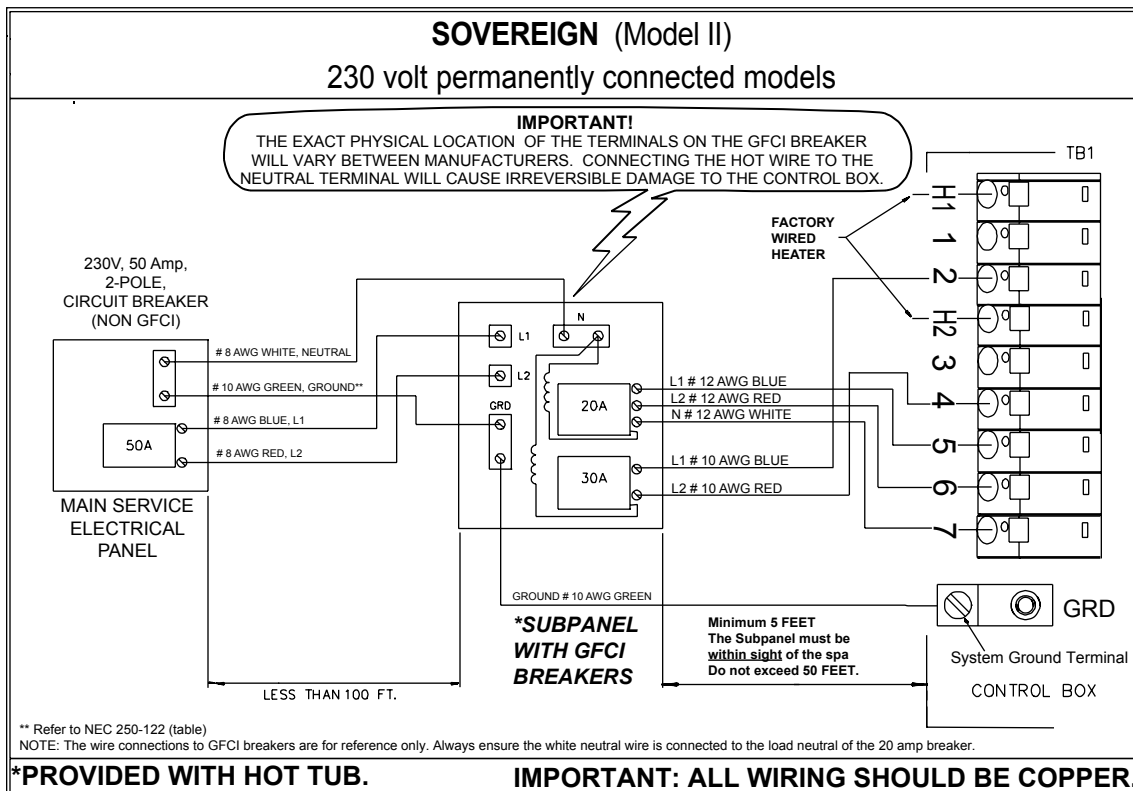 SOVEREIGN (Model II)
230 volt permanently connected models
IMPORTANT!
THE EXACT PHYSICAL LOCATION OF THE TERMINALS ON THE GFCI BREAKER
WILL VARY BETWEEN MANUFACTURERS. CONNECTING THE HOT WIRE TO THE
NEUTRAL TERMINAL WILL CAUSE IRREVERSIBLE DAMAGE TO THE CONTROL BOX.
230V, 50 Amp,
2-POLE,
CIRCUIT BREAKER
(NON GFCI)
# 8 AWG WHITE, NEUTRAL
# 10 AWG GREEN, GROUND**
# 8 AWG BLUE, L1
# 8 AWG RED, L2
50A
MAIN SERVICE
ELECTRICAL
PANEL
L1
L2
GRD
N
20A
30A
L1 # 12 AWG BLUE
L2 # 12 AWG RED
N # 12 AWG WHITE
L1 # 10 AWG BLUE
L2 # 10 AWG RED
FACTORY
WIRED
HEATER
TB1
H1
1
2
H2
3
4
5
6
7
GROUND # 10 AWG GREEN
*SUBPANEL
WITH GFCI
BREAKERS
Minimum 5 FEET
The Subpanel must be
within sight of the spa
Do not exceed 50 FEET.
GRD
System Ground Terminal
CONTROL BOX
LESS THAN 100 FT.
** Refer to NEC 250-122 (table)
NOTE: The wire connections to GFCI breakers are for reference only. Always ensure the white neutral wire is connected to the load neutral of the 20 amp breaker.
*PROVIDED WITH HOT TUB.
IMPORTANT: ALL WIRING SHOULD BE COPPER.